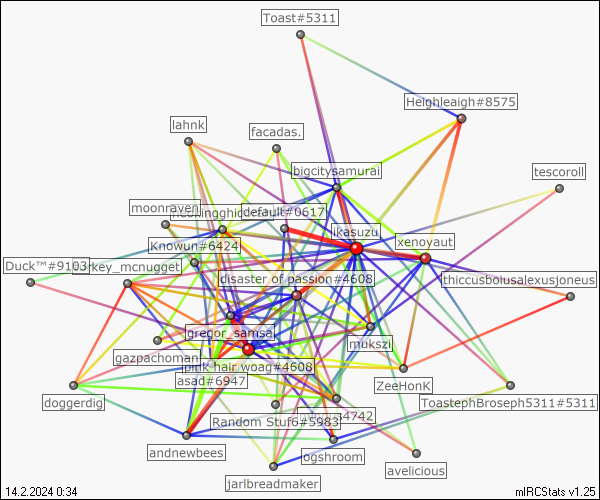 Toast#5311
Heighleaigh#8575
lahnk
facadas.
bigcitysamurai
tescoroll
moonraven
default#0617
ikasuzu
xenoyaut
Knowun#6424
Duck™#9103
key_mcnugget
disaster of passion#4608
thiccusboiusalexusjoneus
gregor_samsa
mukszi
gazpachoman
pink hair woag#4608
asad#6947
ZeeHonK
doggerdig
ToastephBroseph5311#5311
Random Stuf6#5983
4742
andnewbees
ogshroom
avelicious
jarlbreadmaker
14.2.2024 0:34
mIRCStats v1.25